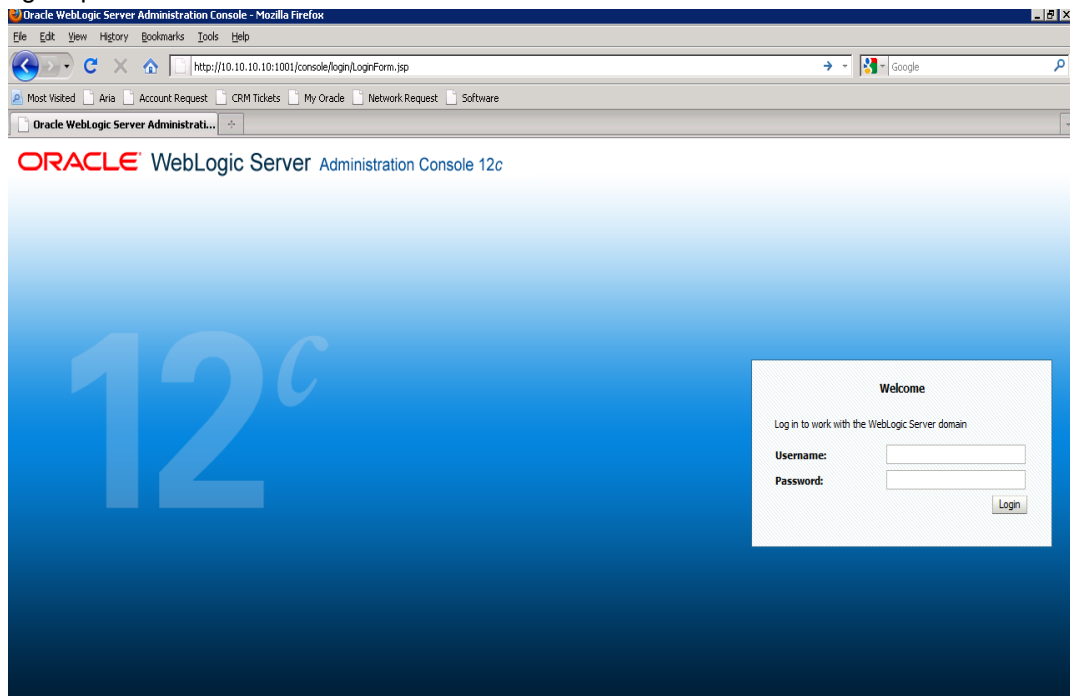 Oracle WebLogic Server Administration Console - Mozilla Firefox
File Edit View History Bookmarks Tools Help
http://10.10.10.10:1001/console/login/LoginForm.jsp Google
Most Visited Aria Account Request CRM Tickets My Oracle Network Request Software
Oracle WebLogic Server Administrati...
ORACLE WebLogic Server Administration Console 12c
12c
Welcome
Log in to work with the WebLogic Server domain
Username:
Password:
Login